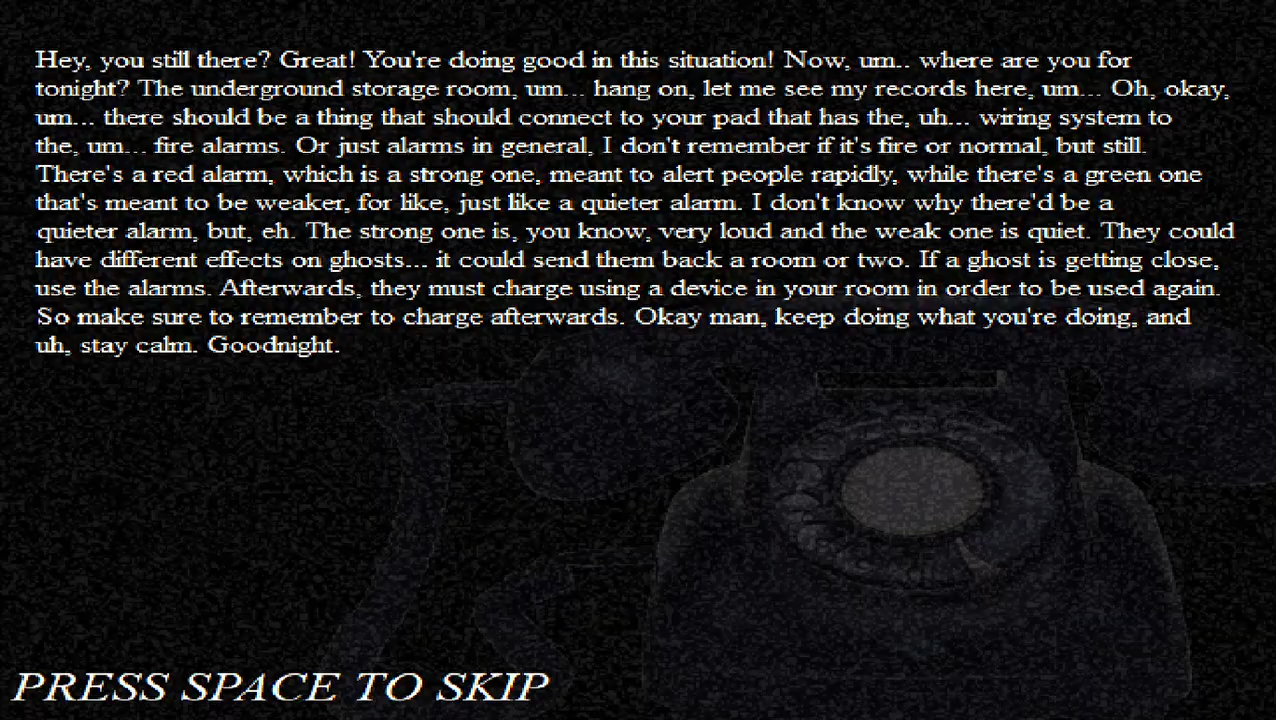 Hey, you still there? Great! You're doing good in this situation! Now, um.. where are you for
tonight? The underground storage room, um... hang on, let me see my records here, um... Oh, okay,
um... there should be a thing that should connect to your pad that has the, uh... wiring system to
the, um... fire alarms. Or just alarms in general, I don't remember if it's fire or normal, but still.
There's a red alarm, which is a strong one, meant to alert people rapidly, while there's a green one
that's meant to be weaker, for like, just like a quieter alarm. I don't know why there'd be a
quieter alarm, but, eh. The strong one is, you know, very loud and the weak one is quiet. They could
have different effects on ghosts... it could send them back a room or two. If a ghost is getting close,
use the alarms. Afterwards, they must charge using a device in your room in order to be used again.
So make sure to remember to charge afterwards. Okay man, keep doing what you're doing, and
uh, stay calm. Goodnight.
PRESS SPACE TO SKIP